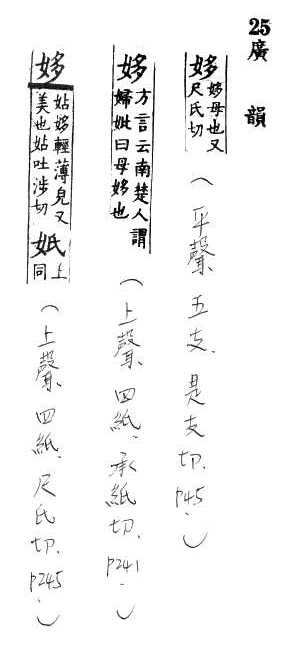 25 廣韻
姼 姼母也又尺氏切 （平聲、五支、是支切、P45、）
姼 方言云南楚人謂婦妣曰母姼也 （上聲、四紙、承紙切、P241、）
姼 姑姼輕薄皃又美也姑吐涉切 妷 上同 （上聲、四紙、尺氏切、P245、）